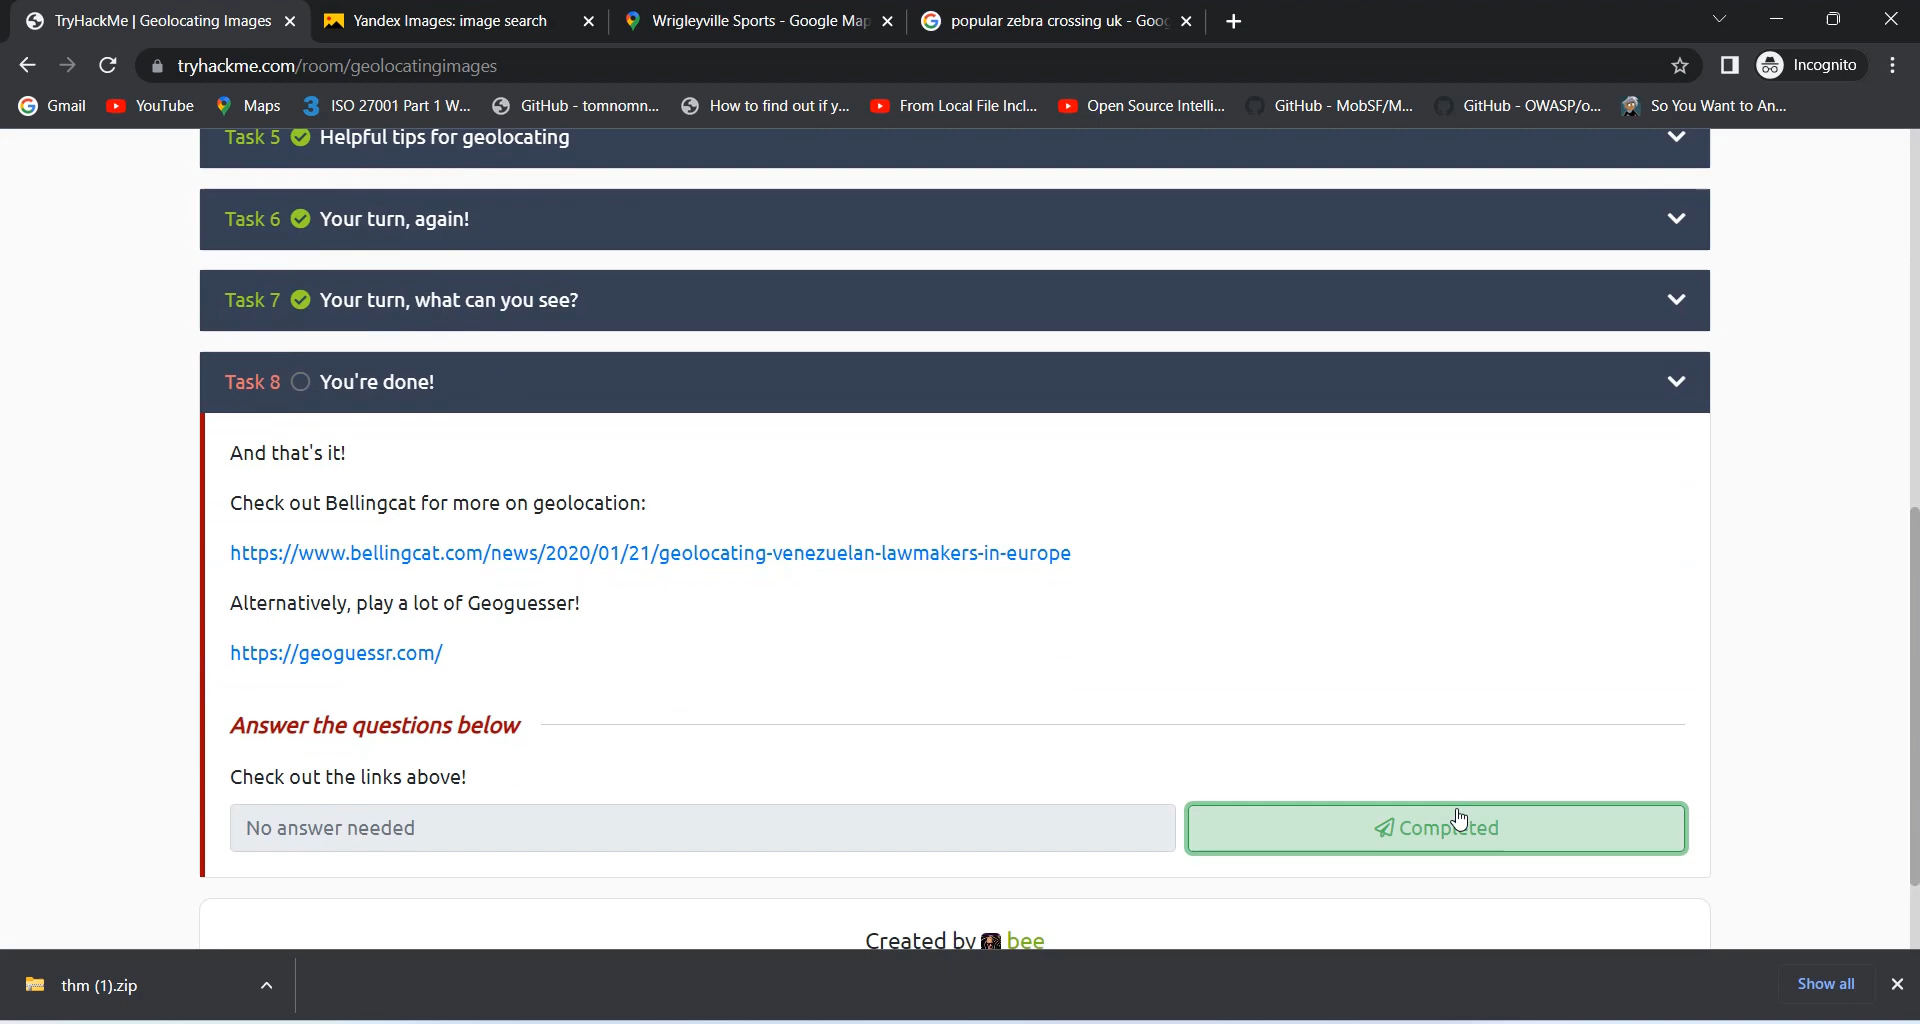 TryHackMe | Geolocating Images
Yandex Images: image search
Wrigleyville Sports - Google Map
popular zebra crossing uk - Goog
tryhackme.com/room/geolocatingimages
Incognito
Gmail
YouTube
Maps
ISO 27001 Part 1 W...
GitHub - tomnomn...
How to find out if y...
From Local File Incl...
Open Source Intelli...
GitHub - MobSF/M...
GitHub - OWASP/o...
So You Want to An...
Task 5 Helpful tips for geolocating
Task 6 Your turn, again!
Task 7 Your turn, what can you see?
Task 8 You're done!
And that's it!
Check out Bellingcat for more on geolocation:
https://www.bellingcat.com/news/2020/01/21/geolocating-venezuelan-lawmakers-in-europe
Alternatively, play a lot of Geoguesser!
https://geoguessr.com/
Answer the questions below
Check out the links above!
No answer needed
Completed
Created by bee
thm (1).zip
Show all